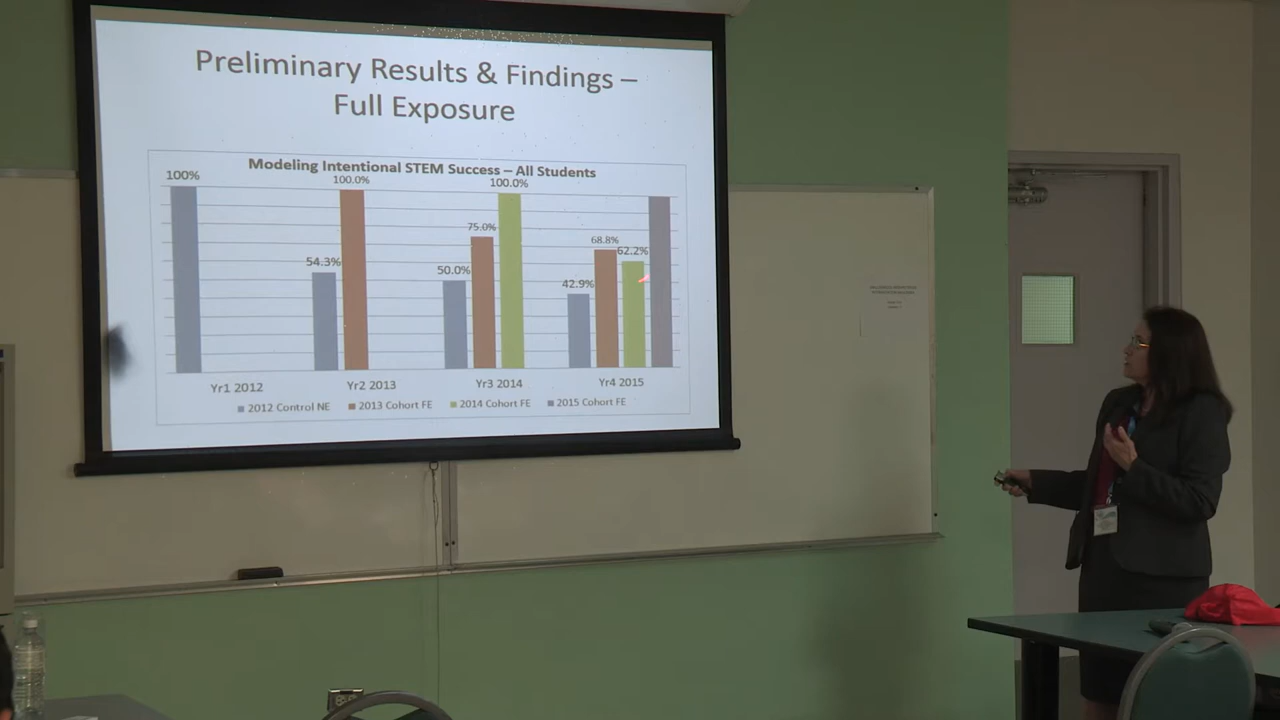 Preliminary Results & Findings –
Full Exposure
Modeling Intentional STEM Success – All Students
100%
100.0%
100.0%
54.3%
50.0%
75.0%
42.9%
68.8%
62.2%
Yr1 2012
Yr2 2013
Yr3 2014
Yr4 2015
2012 Control NE
2013 Cohort FE
2014 Cohort FE
2015 Cohort FE